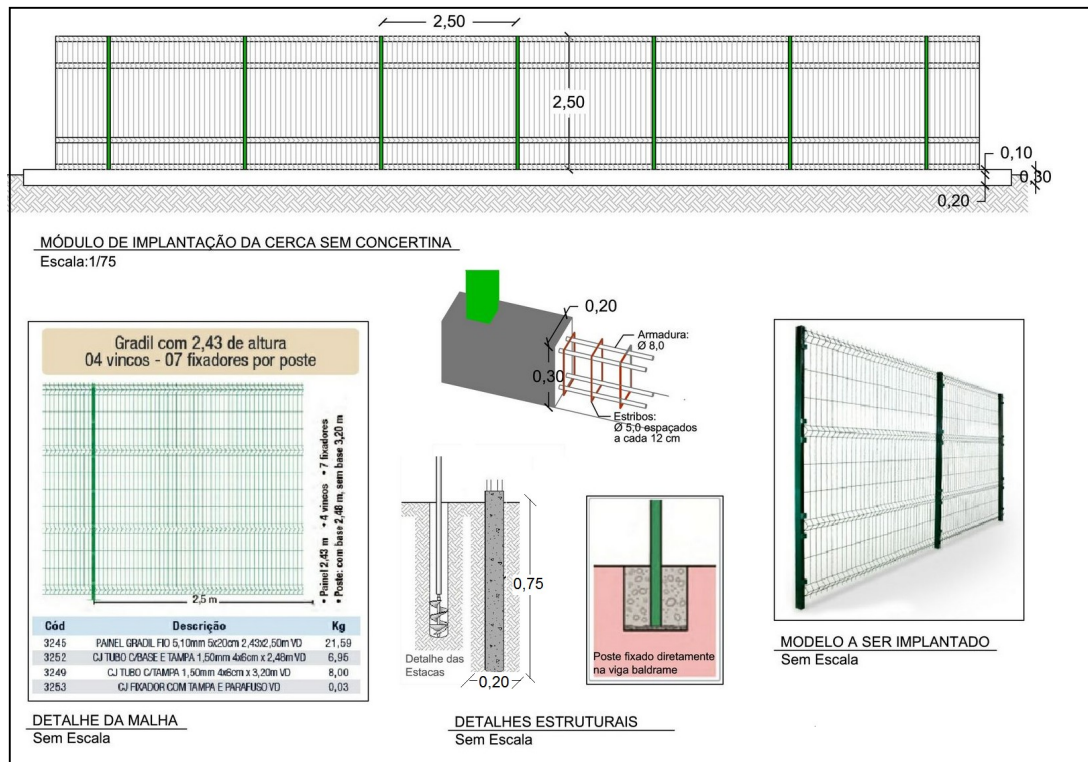 2,50
2,50
0,10
0,30
0,20
MÓDULO DE IMPLANTAÇÃO DA CERCA SEM CONCERTINA
Escala:1/75
Gradil com 2,43 de altura
04 vincos - 07 fixadores por poste
• Painel 2,43 m • 4 vincos • 7 fixadores
• Poste: com base 2,48 m, sem base 3,20 m
2,5 m
Cód Descrição Kg
3245 PAINEL GRADIL FIO 5,10mm 5x20cm 2,43x2,50m VD 21,59
3252 CJ TUBO C/BASE E TAMPA 1,50mm 4x6cm x 2,48m VD 6,95
3249 CJ TUBO C/TAMPA 1,50mm 4x6cm x 3,20m VD 8,00
3253 CJ FIXADOR COM TAMPA E PARAFUSO VD 0,03
DETALHE DA MALHA
Sem Escala
0,20
Armadura:
Ø 8,0
0,30
Estribos:
Ø 5,0 espaçados
a cada 12 cm
0,75
Detalhe das
Estacas
0,20
Poste fixado diretamente
na viga baldrame
DETALHES ESTRUTURAIS
Sem Escala
MODELO A SER IMPLANTADO
Sem Escala